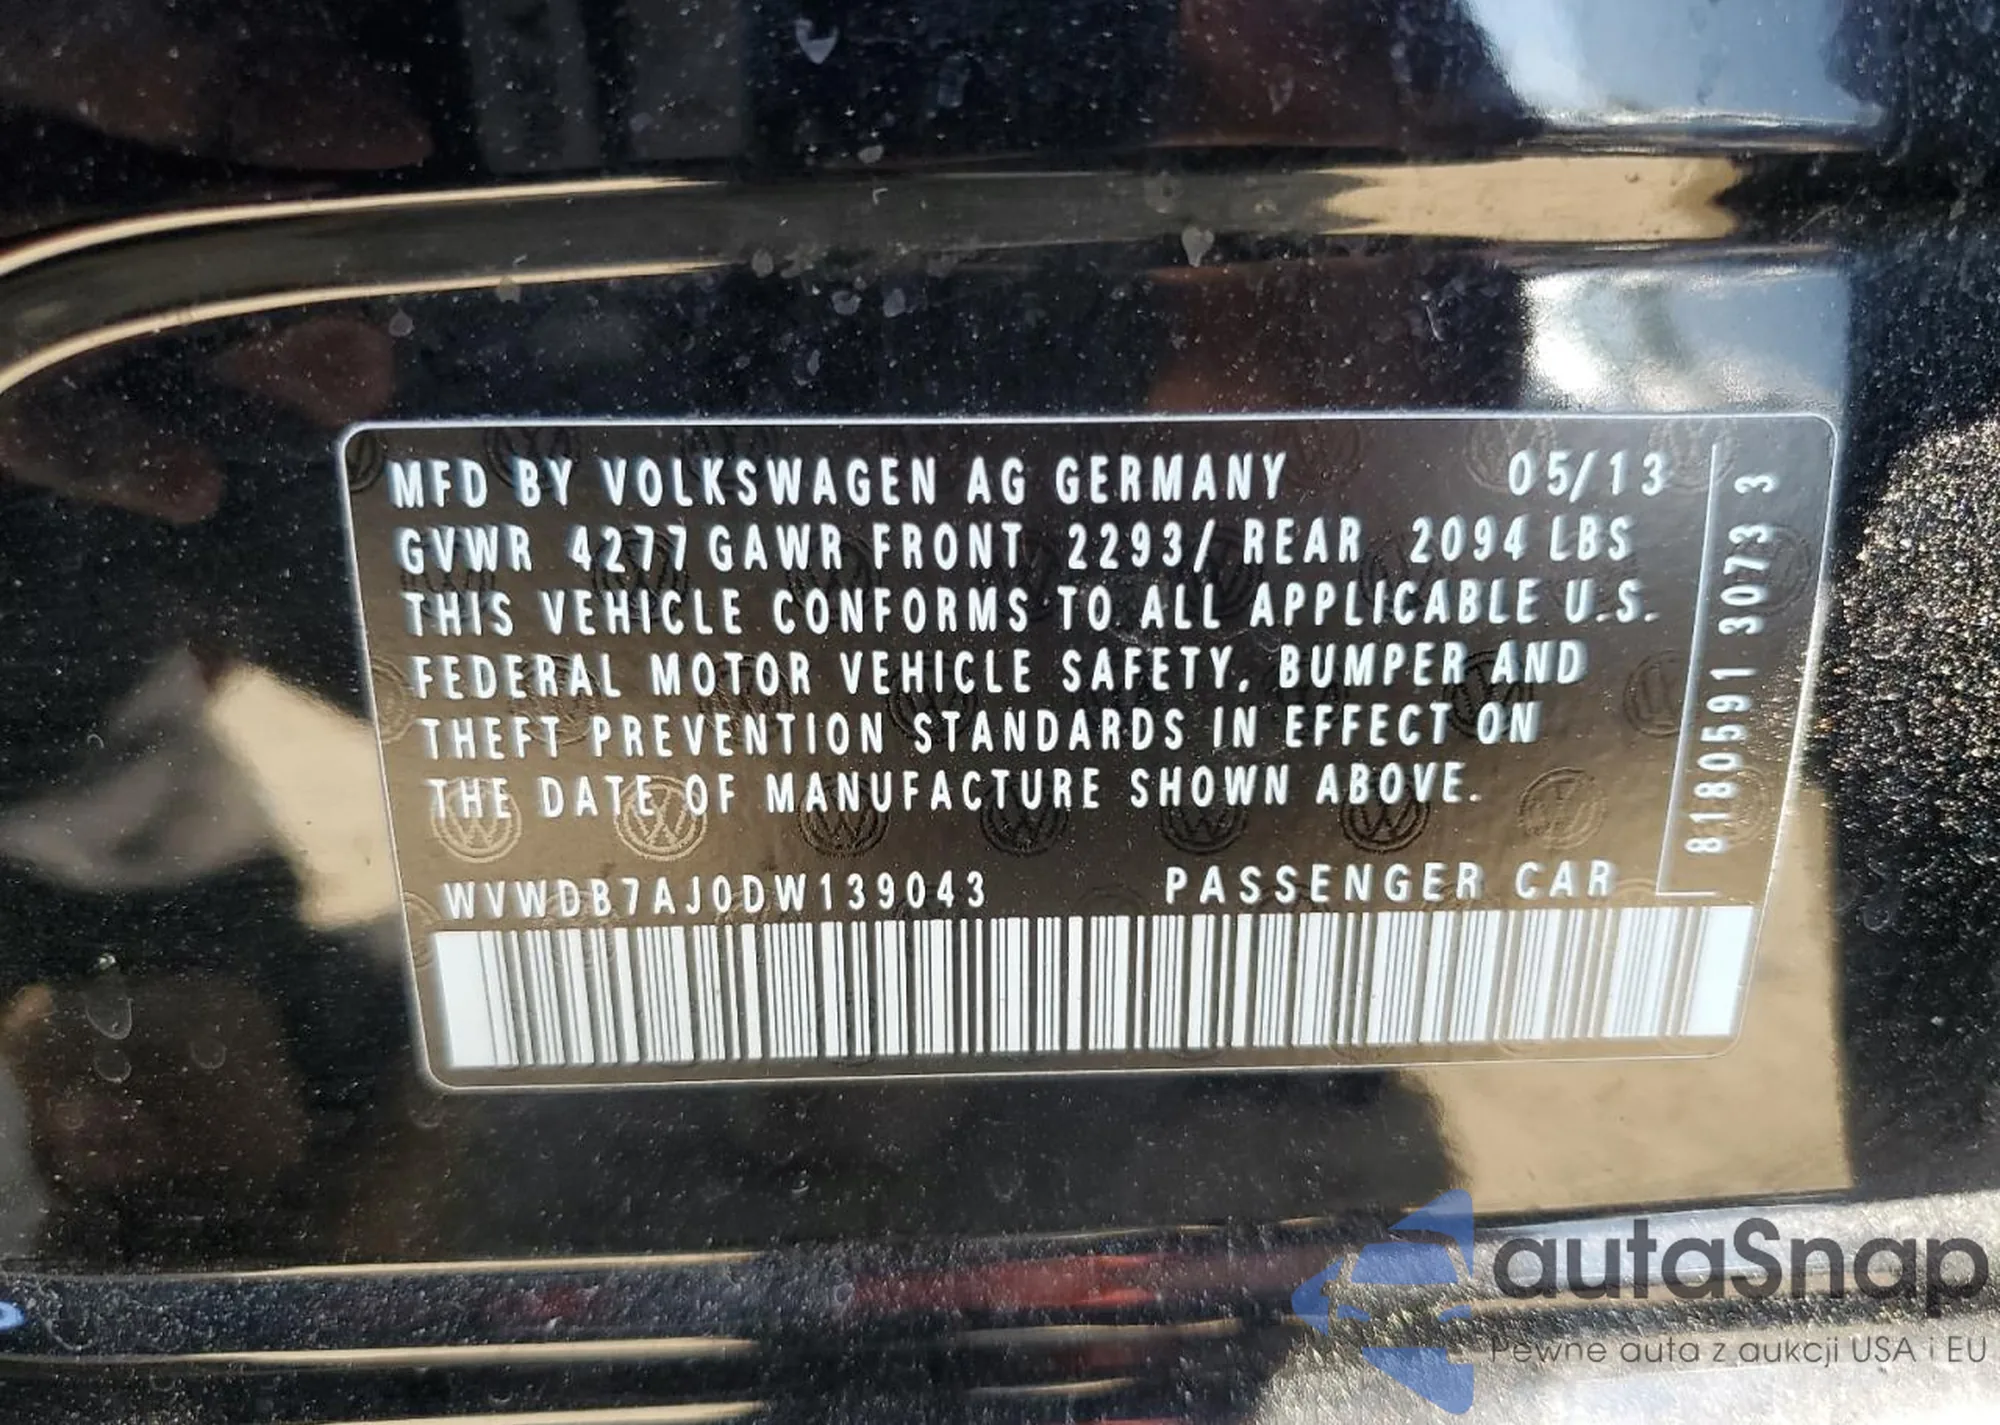 MFD BY VOLKSWAGEN AG GERMANY 05/13
GVWR 4277 GAWR FRONT 2293/ REAR 2094 LBS
THIS VEHICLE CONFORMS TO ALL APPLICABLE U.S.
FEDERAL MOTOR VEHICLE SAFETY, BUMPER AND
THEFT PREVENTION STANDARDS IN EFFECT ON
THE DATE OF MANUFACTURE SHOWN ABOVE.
WVWDB7AJ0DW139043 PASSENGER CAR
8180591 3073 3
autaSnap
Pewne auta z aukcji USA i EU